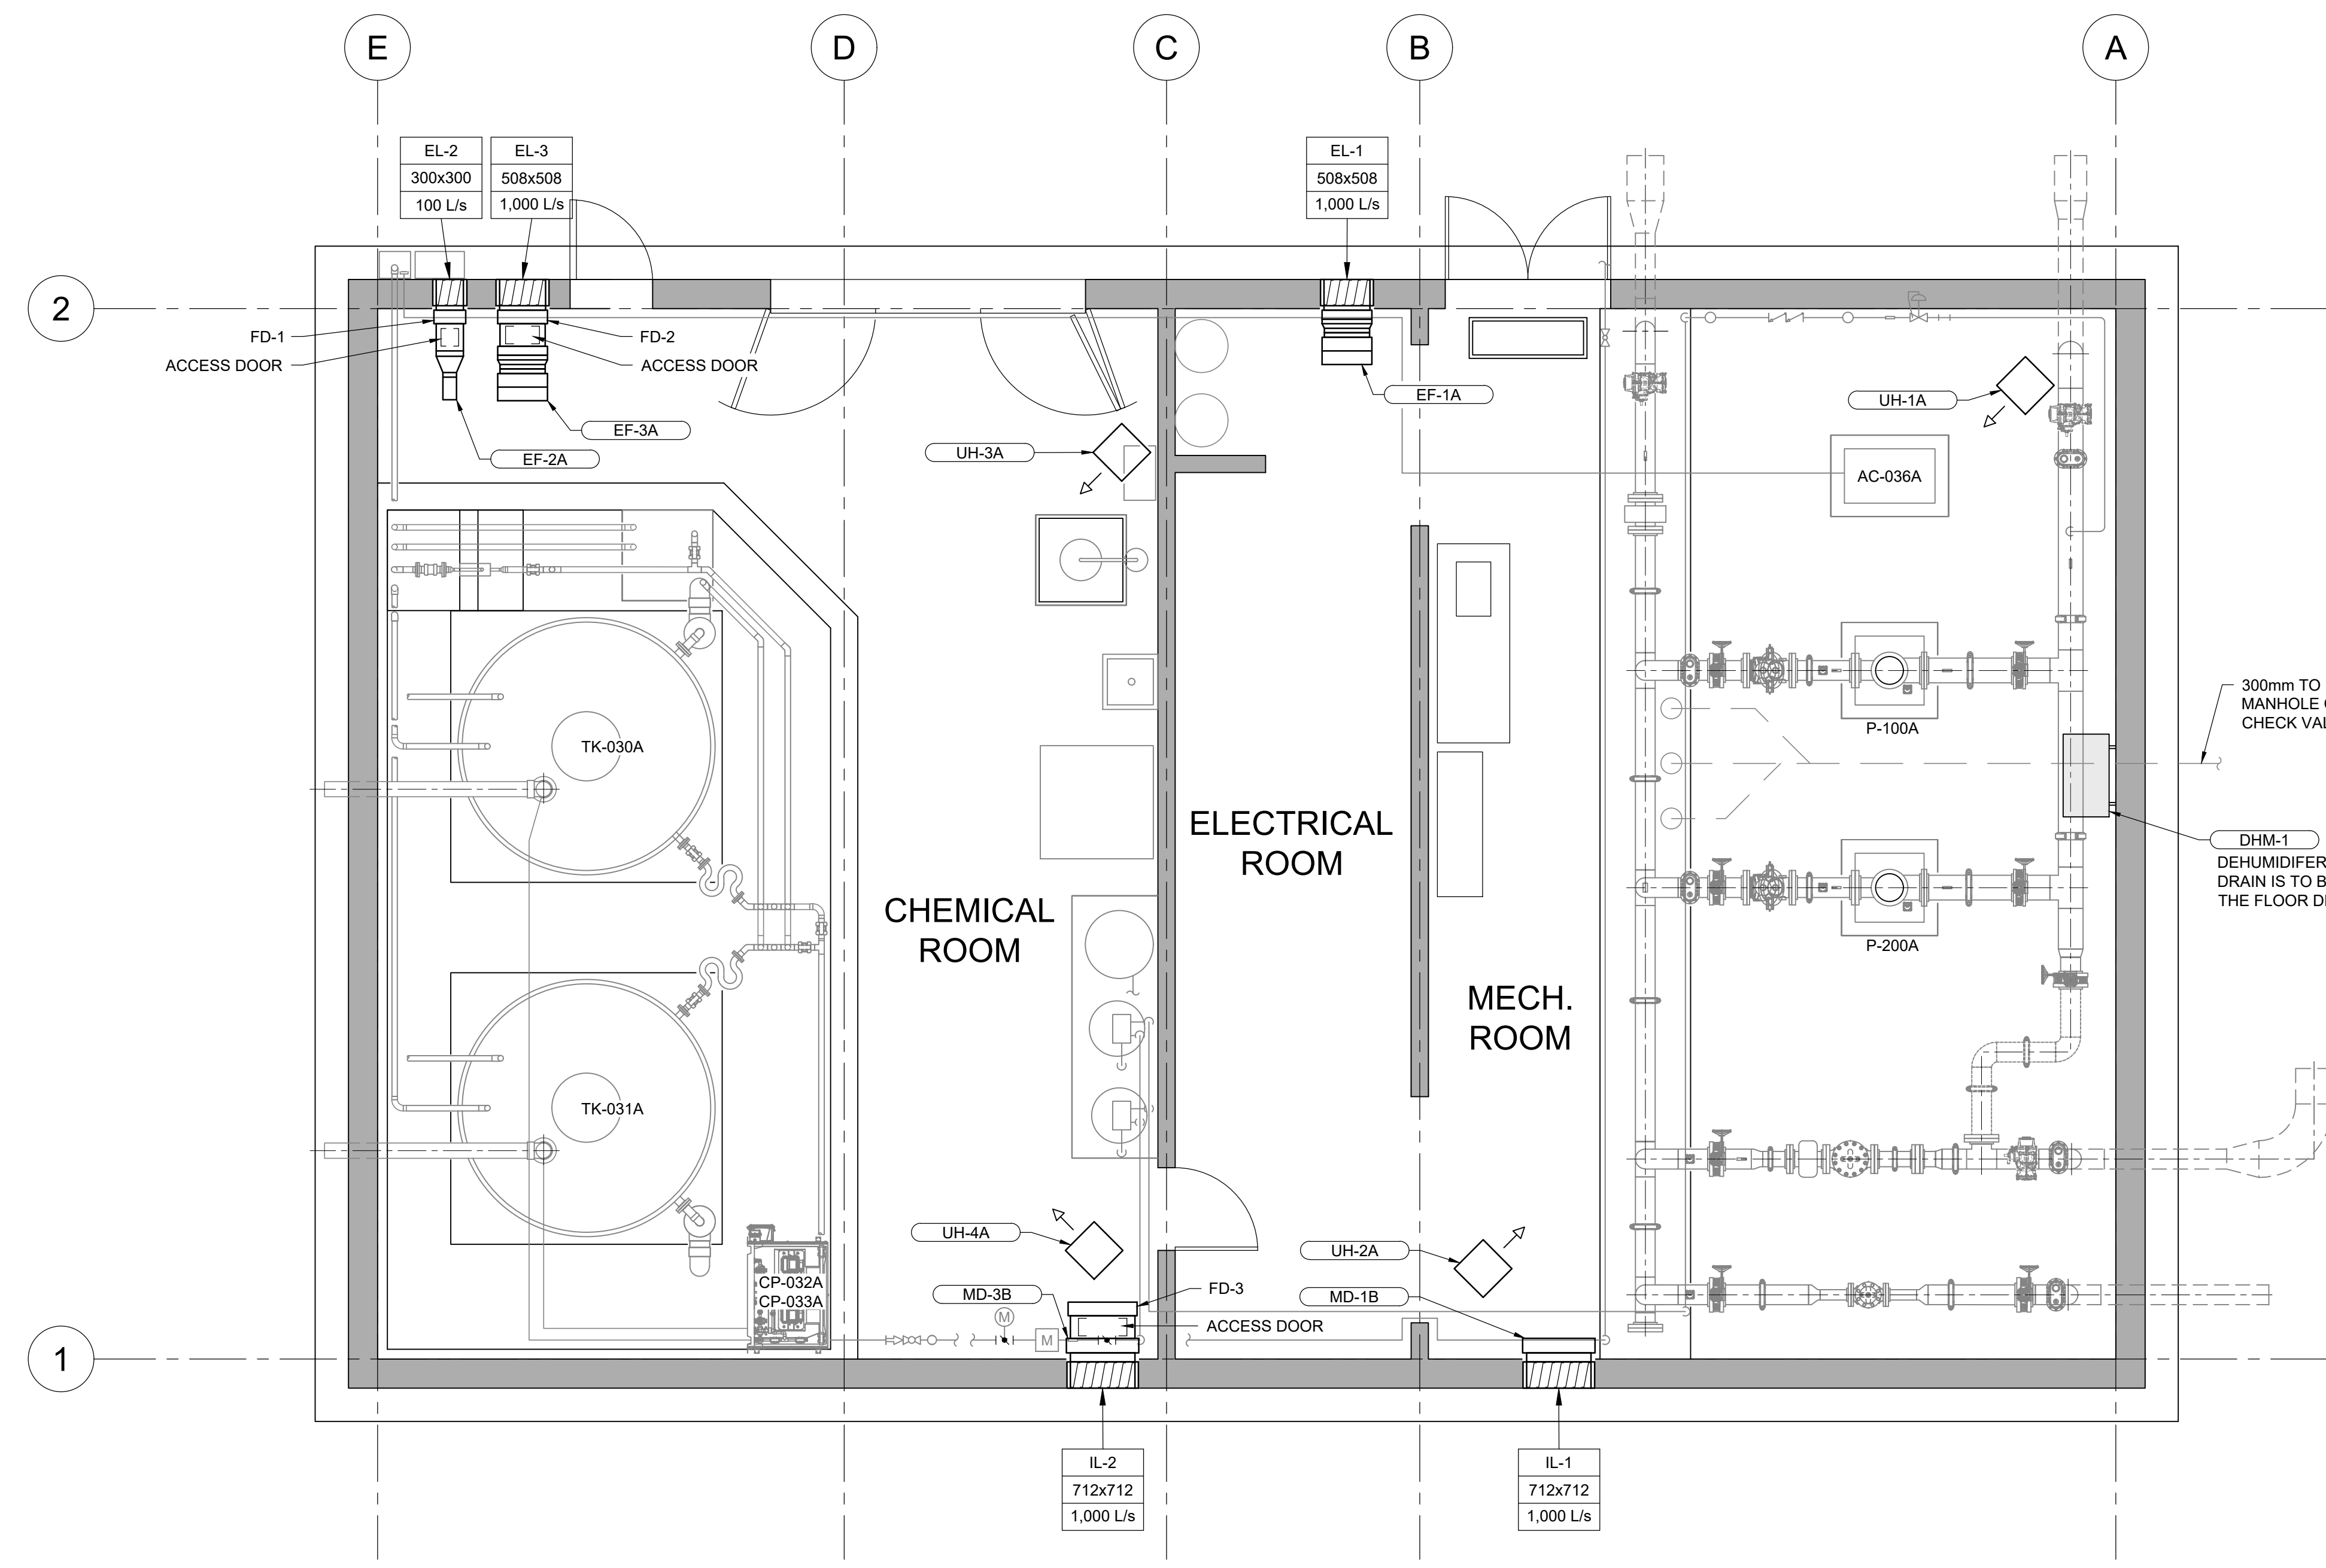 E
D
C
B
A
EL-2
300x300
100 L/s
EL-3
508x508
1,000 L/s
EL-1
508x508
1,000 L/s
2
FD-1
ACCESS DOOR
FD-2
ACCESS DOOR
EF-3A
EF-2A
EF-1A
UH-1A
UH-3A
AC-036A
P-100A
300mm TO
MANHOLE
CHECK VAL
TK-030A
ELECTRICAL
ROOM
DHM-1
DEHUMIDIFER
DRAIN IS TO B
THE FLOOR D
CHEMICAL
ROOM
P-200A
MECH.
ROOM
TK-031A
UH-4A
UH-2A
CP-032A
CP-033A
MD-3B
FD-3
MD-1B
M
M
ACCESS DOOR
1
IL-2
712x712
1,000 L/s
IL-1
712x712
1,000 L/s